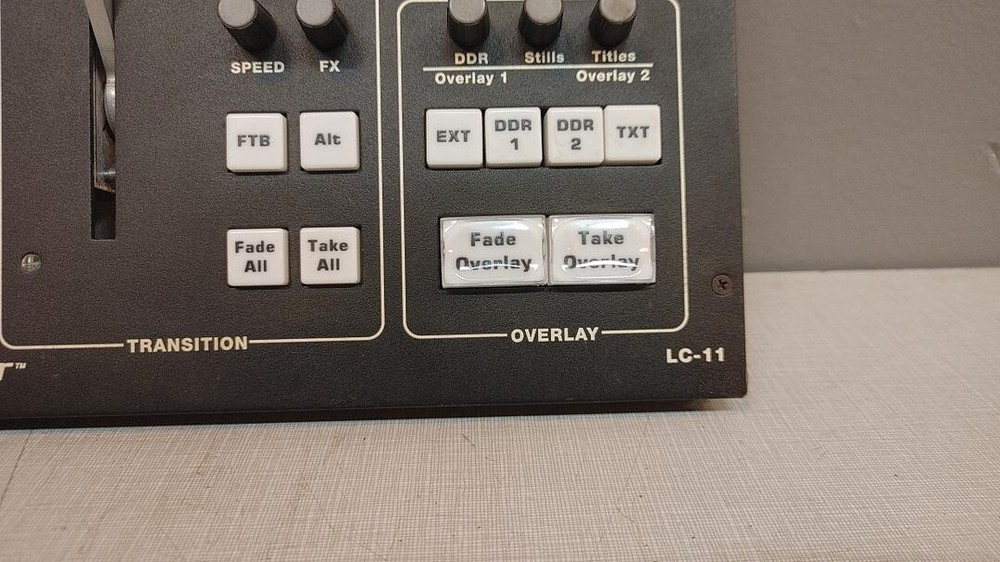 SPEED
FX
DDR
Stills
Titles
Overlay 1
Overlay 2
FTB
Alt
EXT
DDR
1
DDR
2
TXT
Fade
All
Take
All
Fade
Overlay
Take
Overlay
TRANSITION
OVERLAY
T™
LC-11